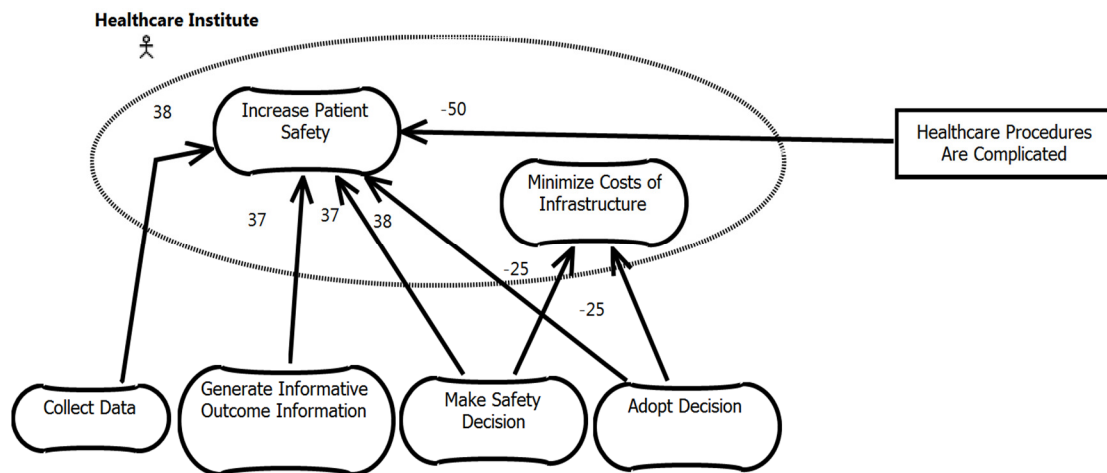 Healthcare Institute
38
Increase Patient
Safety
-50
Healthcare Procedures
Are Complicated
Minimize Costs of
Infrastructure
37
37
38
-25
-25
Collect Data
Generate Informative
Outcome Information
Make Safety
Decision
Adopt Decision